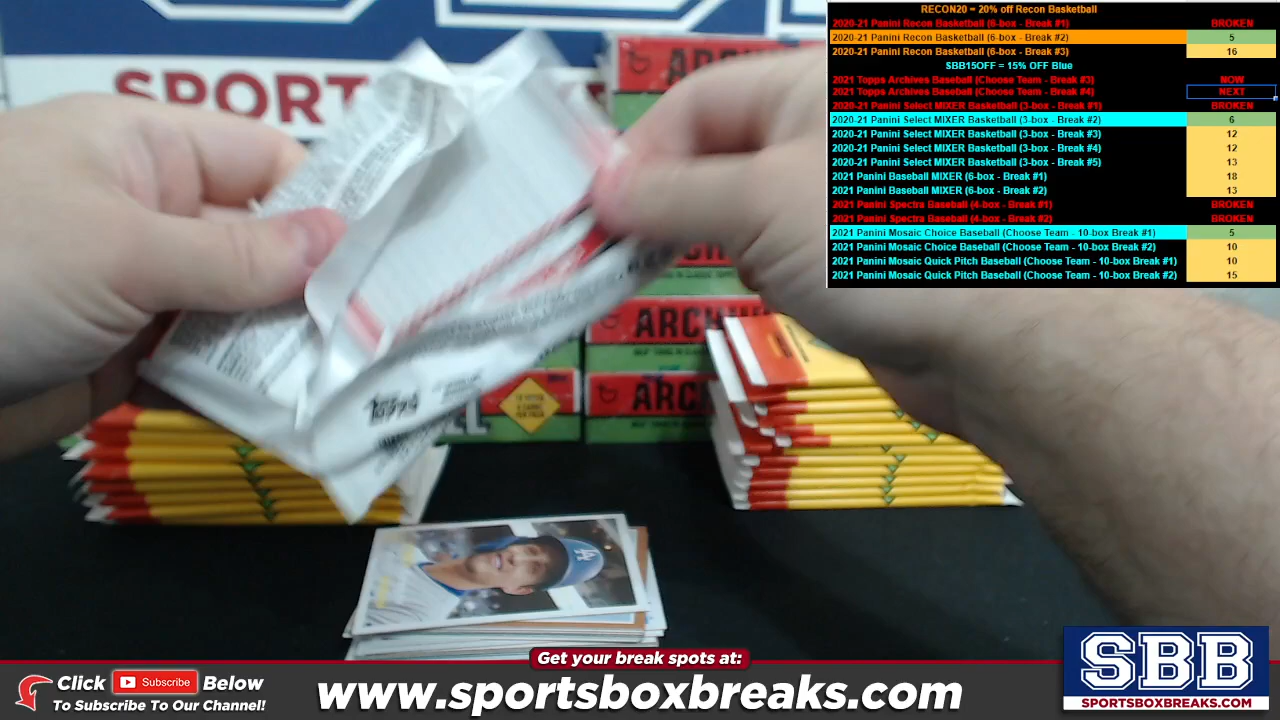 RECON20 = 20% off Recon Basketball
2020-21 Panini Recon Basketball (6-box - Break #1) BROKEN
2020-21 Panini Recon Basketball (6-box - Break #2) 5
2020-21 Panini Recon Basketball (6-box - Break #3) 16
SBB15OFF = 15% OFF Blue
2021 Topps Archives Baseball (Choose Team - Break #3) NOW
2021 Topps Archives Baseball (Choose Team - Break #4) NEXT
2020-21 Panini Select MIXER Basketball (3-box - Break #1) BROKEN
2020-21 Panini Select MIXER Basketball (3-box - Break #2) 6
2020-21 Panini Select MIXER Basketball (3-box - Break #3) 12
2020-21 Panini Select MIXER Basketball (3-box - Break #4) 12
2020-21 Panini Select MIXER Basketball (3-box - Break #5) 13
2021 Panini Baseball MIXER (6-box - Break #1) 18
2021 Panini Baseball MIXER (6-box - Break #2) 13
2021 Panini Spectra Baseball (4-box - Break #1) BROKEN
2021 Panini Spectra Baseball (4-box - Break #2) BROKEN
2021 Panini Mosaic Choice Baseball (Choose Team - 10-box Break #1) 5
2021 Panini Mosaic Choice Baseball (Choose Team - 10-box Break #2) 10
2021 Panini Mosaic Quick Pitch Baseball (Choose Team - 10-box Break #1) 10
2021 Panini Mosaic Quick Pitch Baseball (Choose Team - 10-box Break #2) 15
SPORT
ARCH
ARCHI
ARCH
TOPPS
Get your break spots at:
Click Subscribe Below
To Subscribe To Our Channel!
www.sportsboxbreaks.com
SBB
SPORTSBOXBREAKS.COM